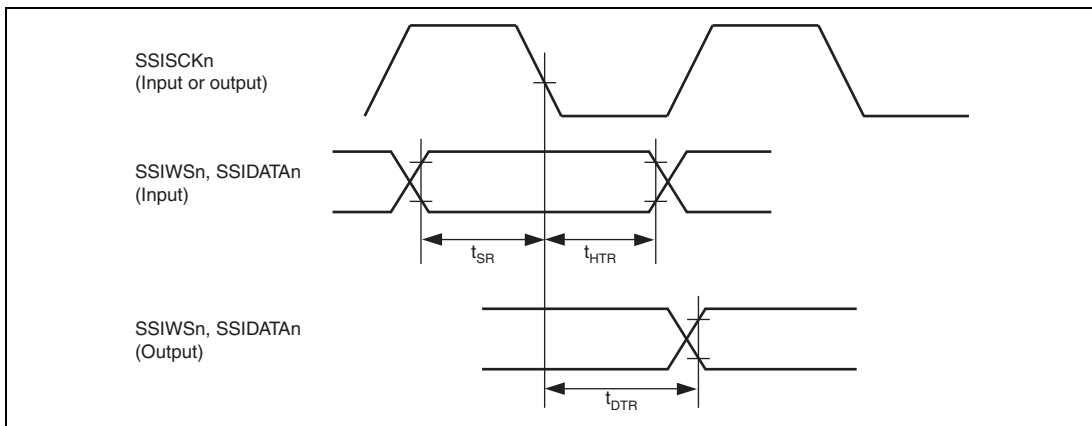 SSISCKn
(Input or output)
SSIWSn, SSIDATAn
(Input)
tSR
tHTR
SSIWSn, SSIDATAn
(Output)
tDTR